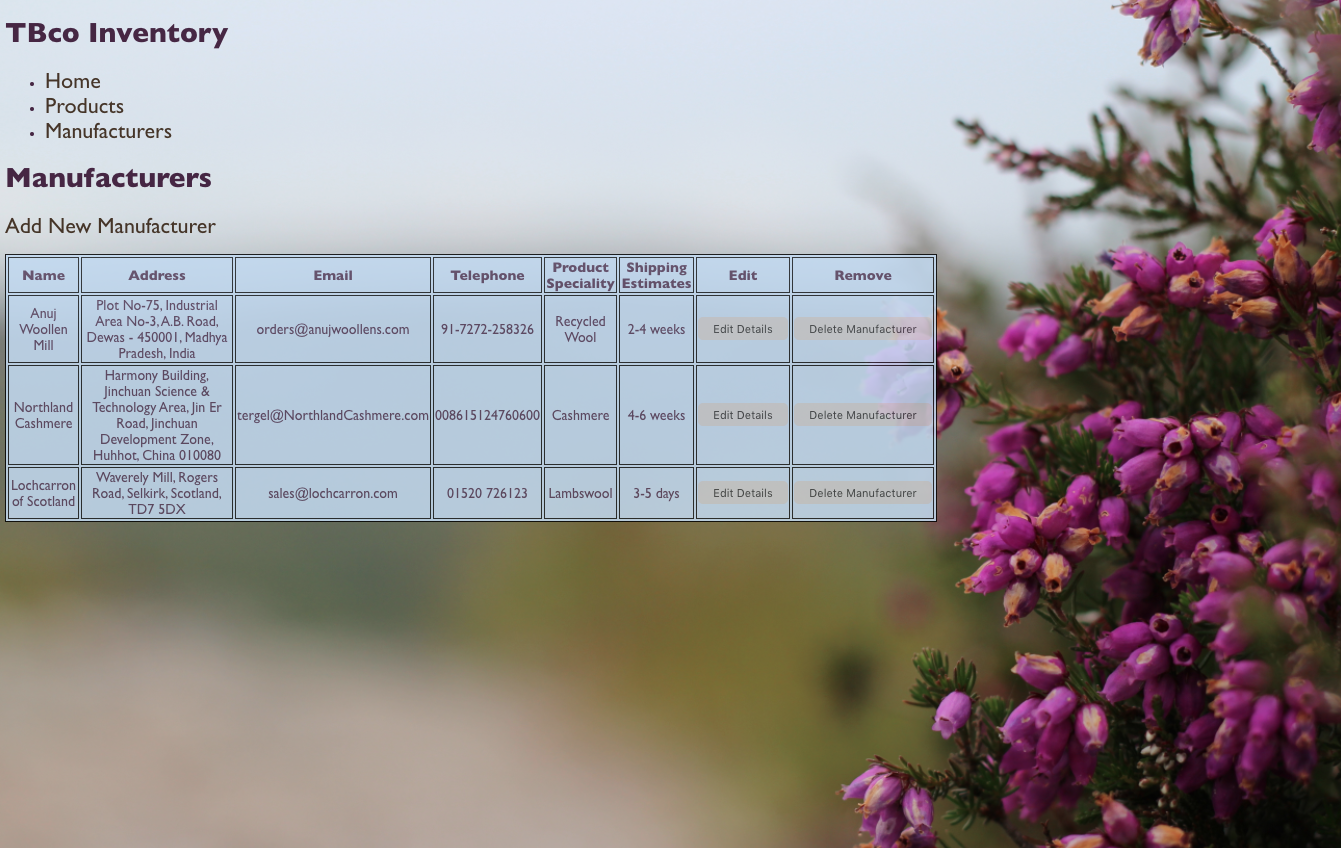 TBco Inventory
Home
Products
Manufacturers
Manufacturers
Add New Manufacturer
Name Address Email Telephone Product Speciality Shipping Estimates Edit Remove
Anuj Woollen Mill Plot No-75, Industrial Area No-3, A.B. Road, Dewas - 450001, Madhya Pradesh, India orders@anujwoollens.com 91-7272-258326 Recycled Wool 2-4 weeks Edit Details Delete Manufacturer
Northland Cashmere Harmony Building, Jinchuan Science & Technology Area, Jin Er Road, Jinchuan Development Zone, Huhhot, China 010080 tergel@NorthlandCashmere.com 008615124760600 Cashmere 4-6 weeks Edit Details Delete Manufacturer
Lochcarron of Scotland Waverely Mill, Rogers Road, Selkirk, Scotland, TD7 5DX sales@lochcarron.com 01520 726123 Lambswool 3-5 days Edit Details Delete Manufacturer